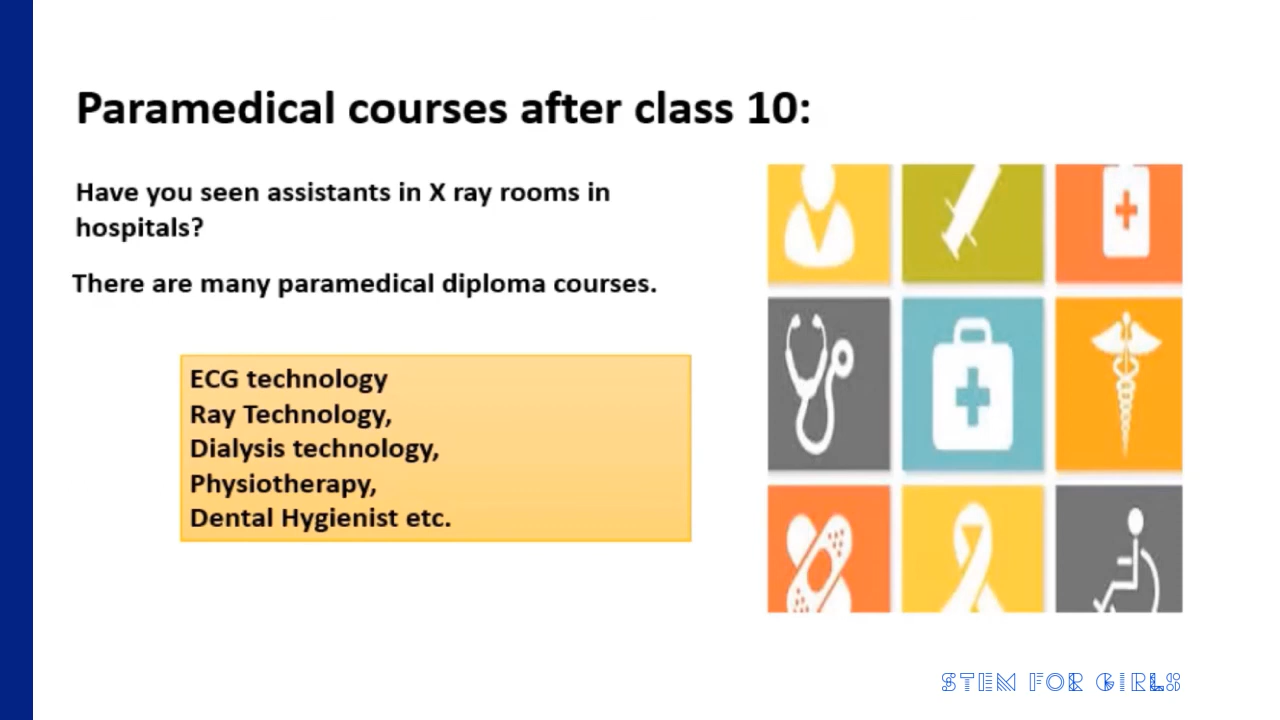 Paramedical courses after class 10:
Have you seen assistants in X ray rooms in
hospitals?
There are many paramedical diploma courses.
ECG technology
Ray Technology,
Dialysis technology,
Physiotherapy,
Dental Hygienist etc.
STEM FOR GIRLS